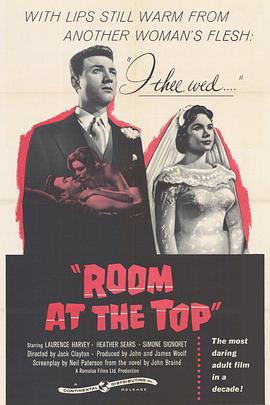 WITH LIPS STILL WARM FROM
ANOTHER WOMAN'S FLESH:
"I thee wed...."
"ROOM
AT THE TOP"
Starring LAURENCE HARVEY · HEATHER SEARS · SIMONE SIGNORET
Directed by Jack Clayton · Produced by John and James Woolf
Screenplay by Neil Paterson from the novel by John Braine
A Romulus Films Ltd. Production
A CONTINENTAL DISTRIBUTING INC. RELEASE
The most
daring
adult film
in a
decade!